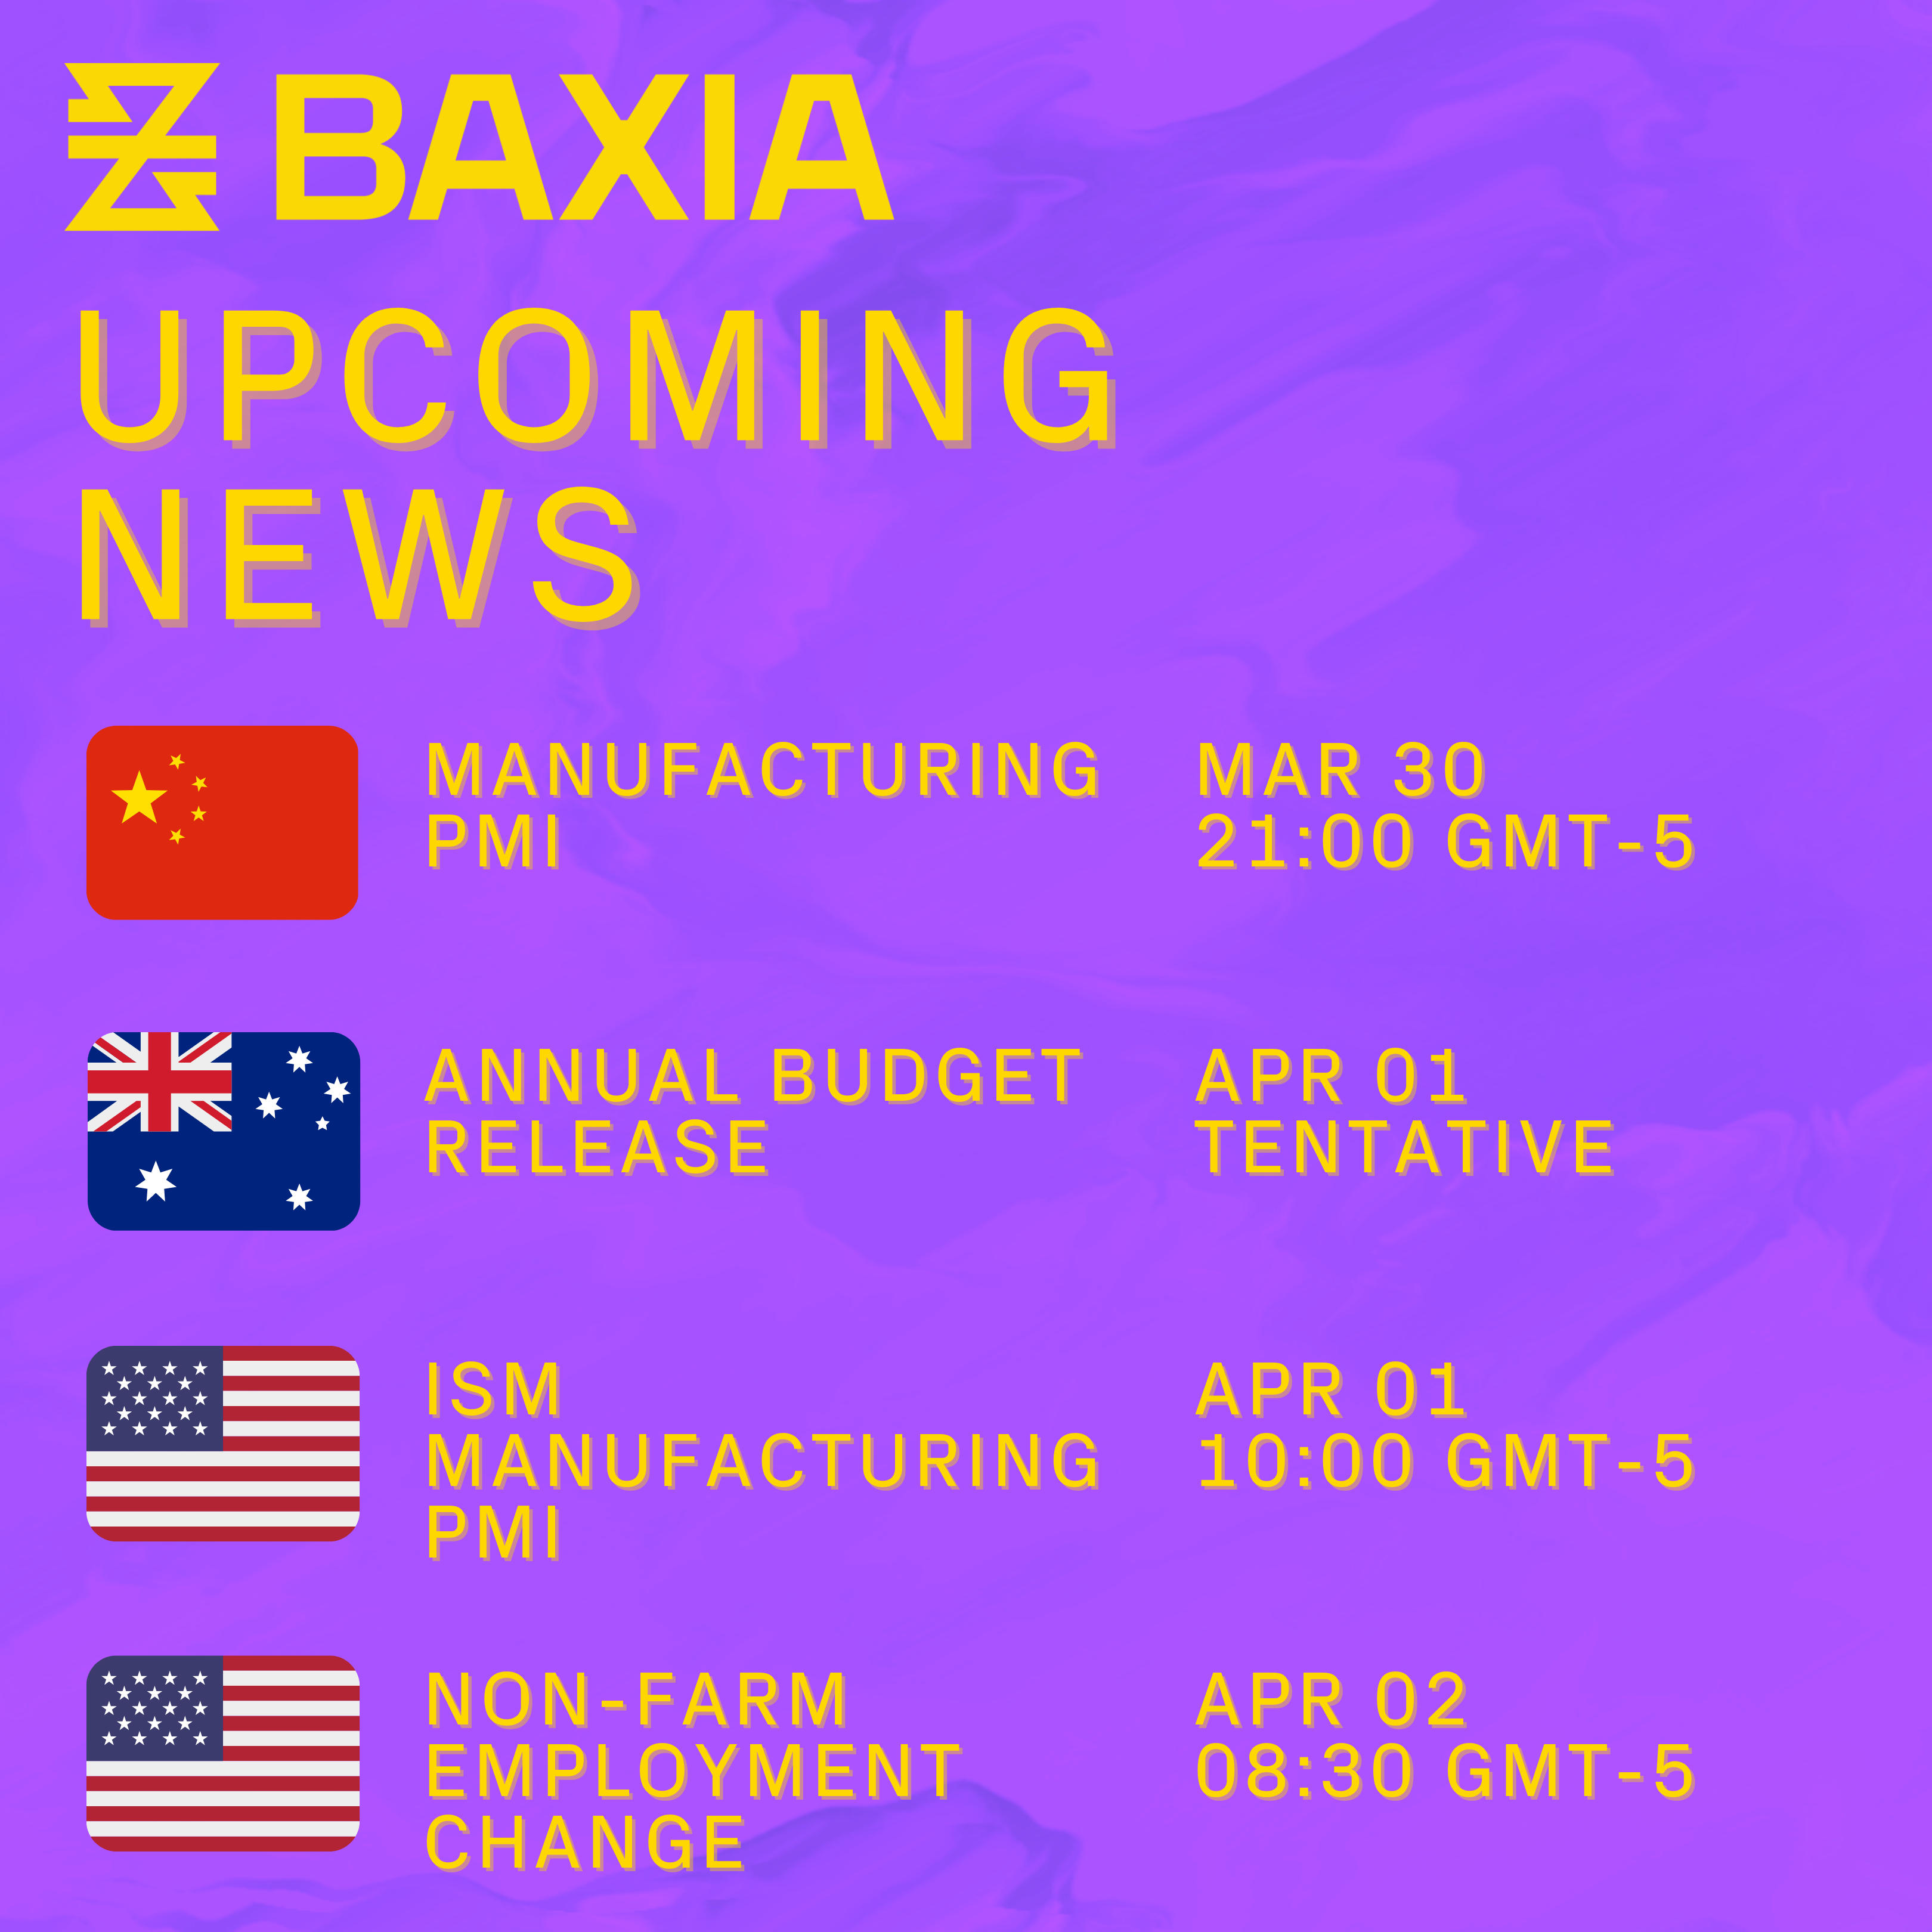 BAXIA
UPCOMING
NEWS
MANUFACTURING
PMI
MAR 30
21:00 GMT-5
ANNUAL BUDGET
RELEASE
APR 01
TENTATIVE
ISM
MANUFACTURING
PMI
APR 01
10:00 GMT-5
NON-FARM
EMPLOYMENT
CHANGE
APR 02
08:30 GMT-5